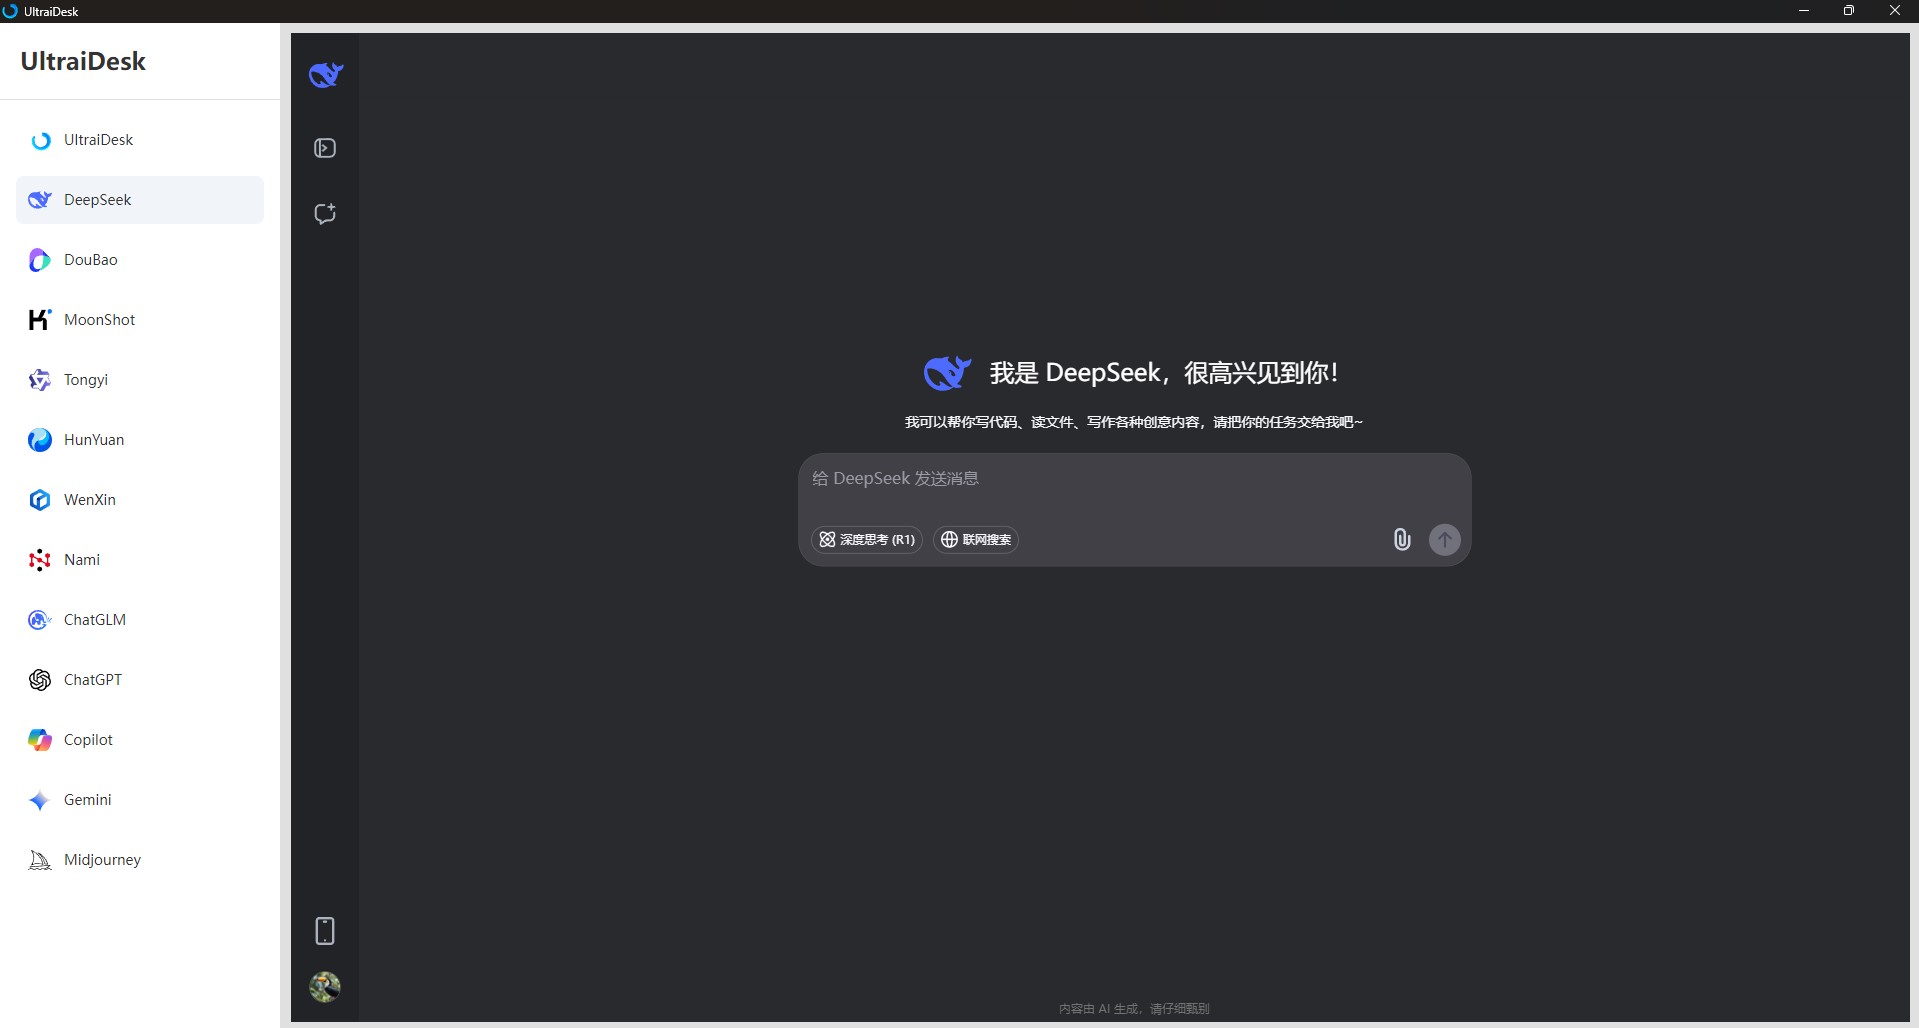 UltraiDesk
UltraiDesk
UltraiDesk
DeepSeek
DouBao
MoonShot
Tongyi
HunYuan
WenXin
Nami
ChatGLM
ChatGPT
Copilot
Gemini
Midjourney
我是 DeepSeek，很高兴见到你！
我可以帮你写代码、读文件、写作各种创意内容，请把你的任务交给我吧~
给 DeepSeek 发送消息
深度思考 (R1) 联网搜索
内容由 AI 生成，请仔细甄别